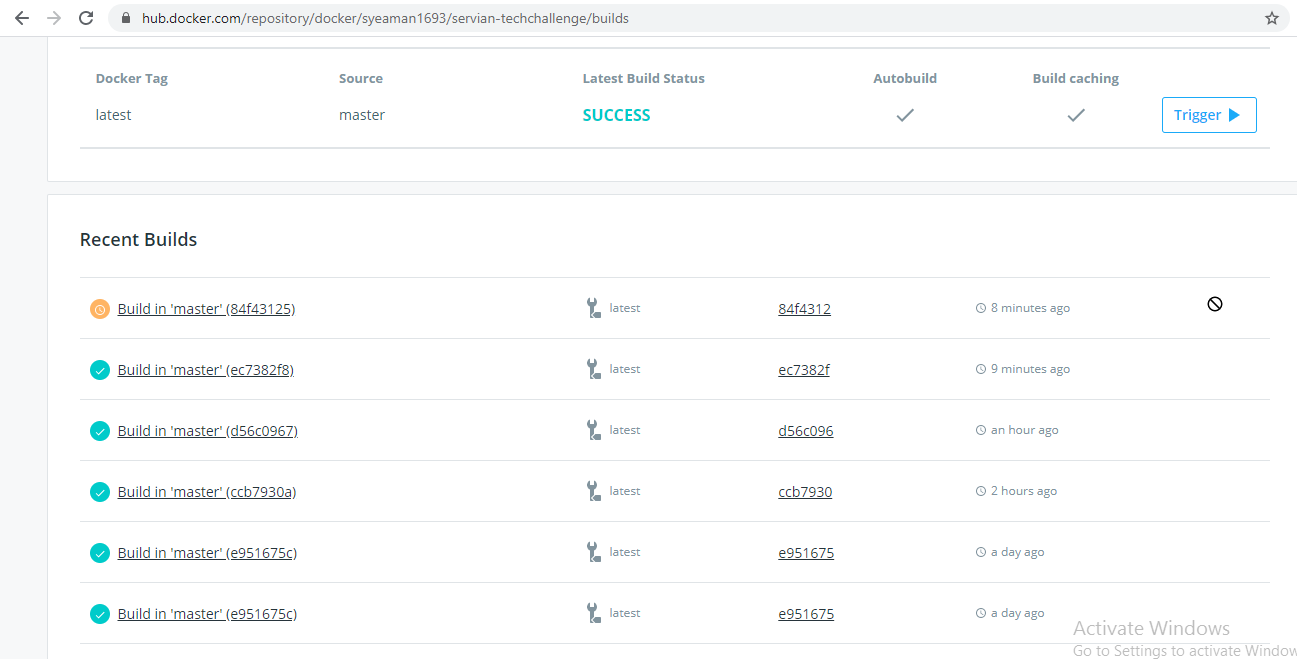 hub.docker.com/repository/docker/syeaman1693/servian-techchallenge/builds
Docker Tag Source Latest Build Status Autobuild Build caching
latest master SUCCESS Trigger
Recent Builds
Build in 'master' (84f43125) latest 84f4312 8 minutes ago
Build in 'master' (ec7382f8) latest ec7382f 9 minutes ago
Build in 'master' (d56c0967) latest d56c096 an hour ago
Build in 'master' (ccb7930a) latest ccb7930 2 hours ago
Build in 'master' (e951675c) latest e951675 a day ago
Build in 'master' (e951675c) latest e951675 a day ago
Activate Windows
Go to Settings to activate Window